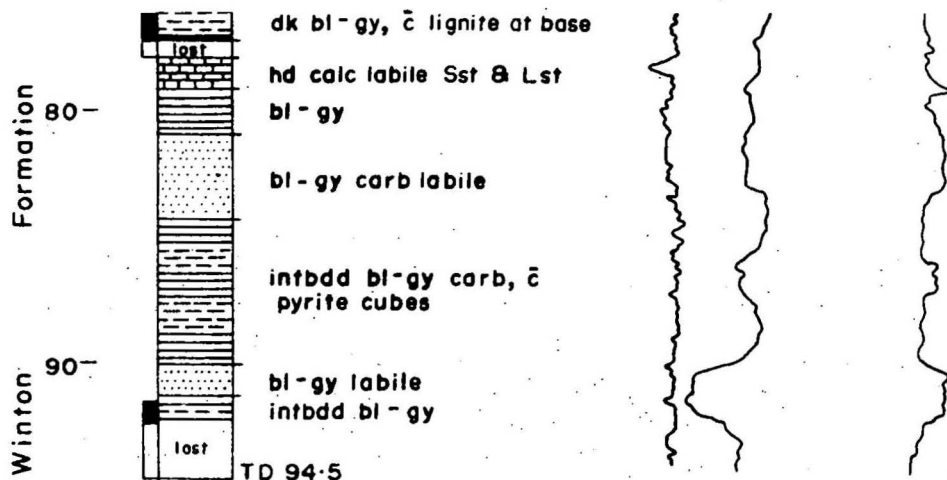 dk bl-gy, c̄ lignite at base
lost
hd calc labile Sst & Lst
80
bl-gy
Formation
bl-gy carb labile
intbdd bl-gy carb, c̄
pyrite cubes
90
bl-gy labile
intbdd bl-gy
Winton
lost
TD 94·5